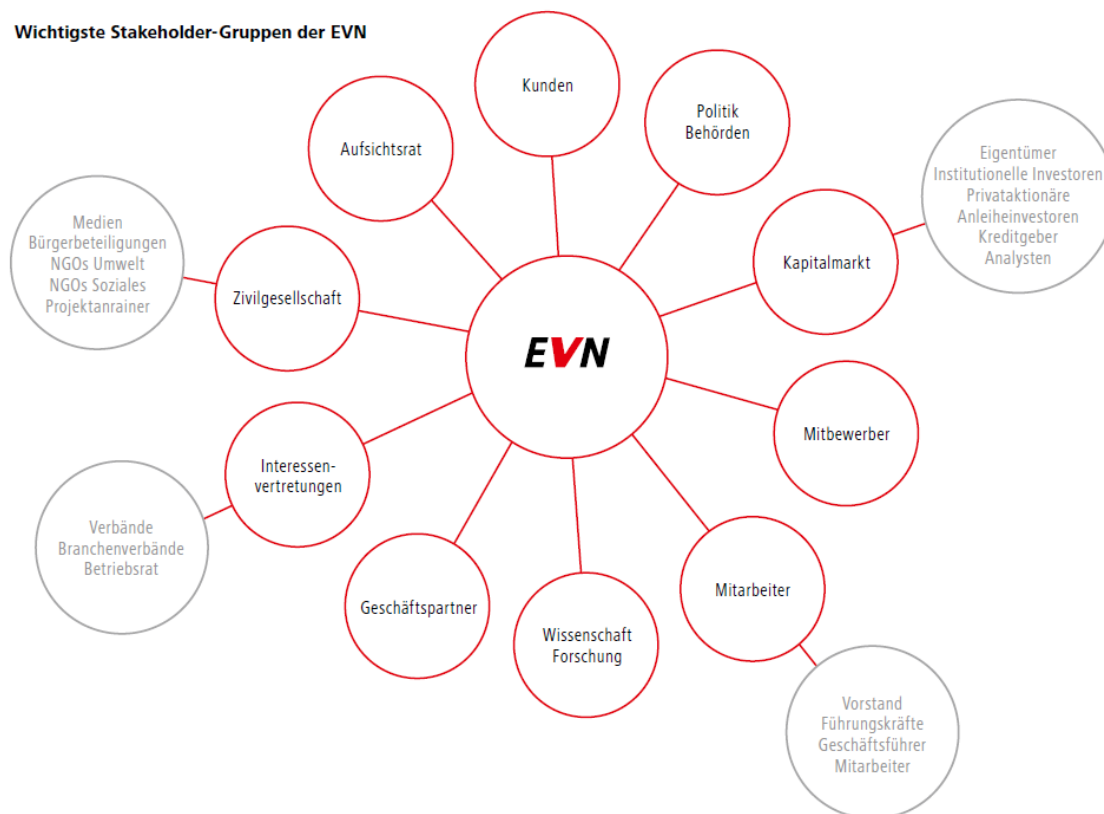 Wichtigste Stakeholder-Gruppen der EVN
Kunden
Politik
Behörden
Aufsichtsrat
Eigentümer
Institutionelle Investoren
Privataktionäre
Anleiheinvestoren
Kreditgeber
Analysten
Kapitalmarkt
Medien
Bürgerbeteiligungen
NGOs Umwelt
NGOs Soziales
Projektanrainer
Zivilgesellschaft
EVN
Mitbewerber
Interessen-
vertretungen
Verbände
Branchenverbände
Betriebsrat
Geschäftspartner
Wissenschaft
Forschung
Mitarbeiter
Vorstand
Führungskräfte
Geschäftsführer
Mitarbeiter